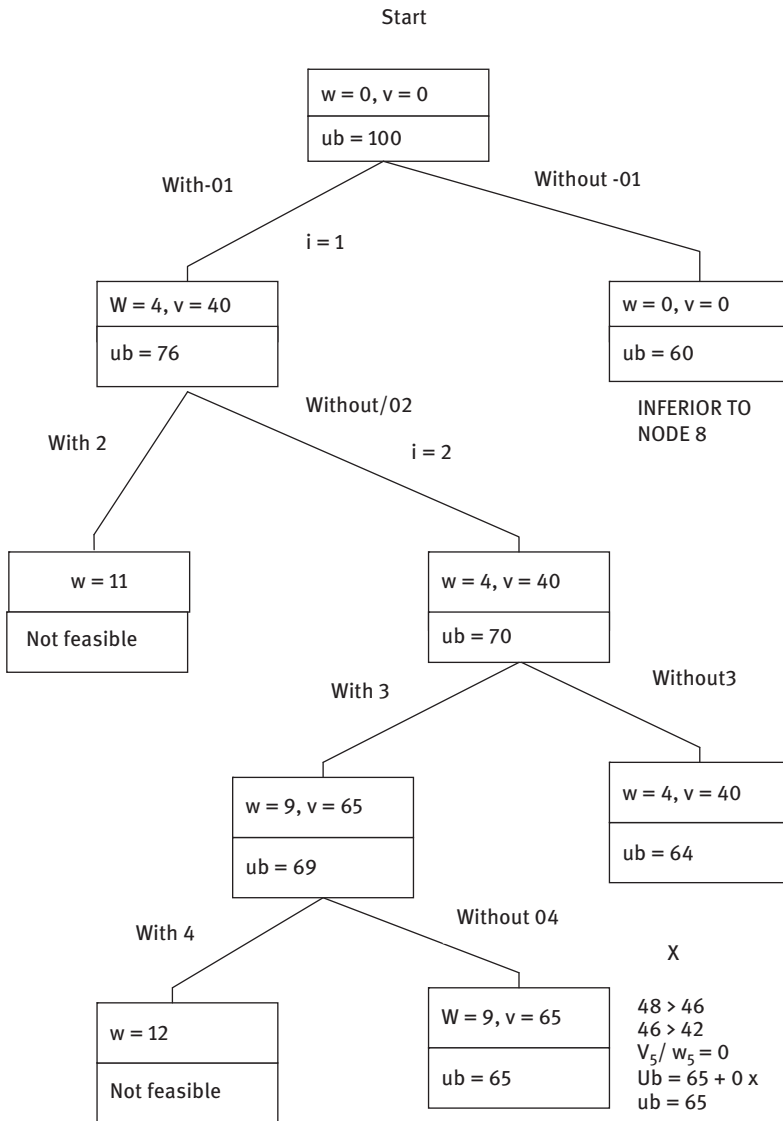 Start
w = 0, v = 0
ub = 100
With-01
Without -01
i = 1
W = 4, v = 40
ub = 76
w = 0, v = 0
ub = 60
INFERIOR TO
NODE 8
Without/02
With 2
i = 2
w = 11
Not feasible
w = 4, v = 40
ub = 70
With 3
Without3
w = 9, v = 65
ub = 69
w = 4, v = 40
ub = 64
With 4
Without 04
X
w = 12
Not feasible
W = 9, v = 65
ub = 65
48 > 46
46 > 42
V₅/ w₅ = 0
Ub = 65 + 0 x
ub = 65